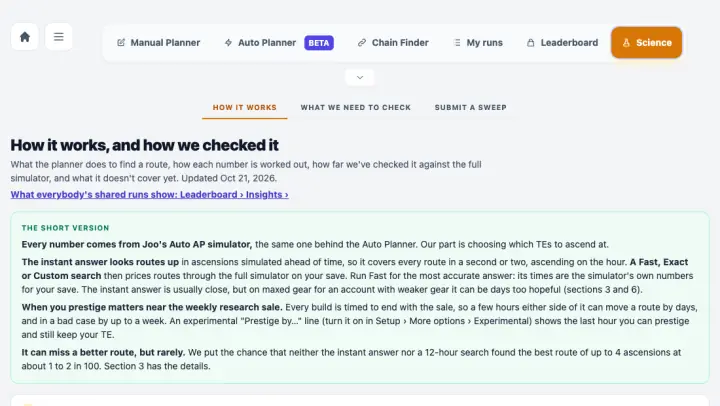 Manual Planner
Auto Planner BETA
Chain Finder
My runs
Leaderboard
Science
HOW IT WORKS
WHAT WE NEED TO CHECK
SUBMIT A SWEEP
How it works, and how we checked it
What the planner does to find a route, how each number is worked out, how far we've checked it against the full
simulator, and what it doesn't cover yet. Updated Oct 21, 2026.
What everybody's shared runs show: Leaderboard › Insights ›
THE SHORT VERSION
Every number comes from Joo's Auto AP simulator, the same one behind the Auto Planner. Our part is choosing which TEs to ascend at.
The instant answer looks routes up in ascensions simulated ahead of time, so it covers every route in a second or two, ascending on the hour. A Fast, Exact
or Custom search then prices routes through the full simulator on your save. Run Fast for the most accurate answer: its times are the simulator's own numbers
for your save. The instant answer is usually close, but on maxed gear for an account with weaker gear it can be days too hopeful (sections 3 and 6).
When you prestige matters near the weekly research sale. Every build is timed to end with the sale, so a few hours either side of it can move a route by days,
and in a bad case by up to a week. An experimental "Prestige by..." line (turn it on in Setup › More options › Experimental) shows the last hour you can prestige
and still keep your TE.
It can miss a better route, but rarely. We put the chance that neither the instant answer nor a 12-hour search found the best route of up to 4 ascensions at
about 1 to 2 in 100. Section 3 has the details.